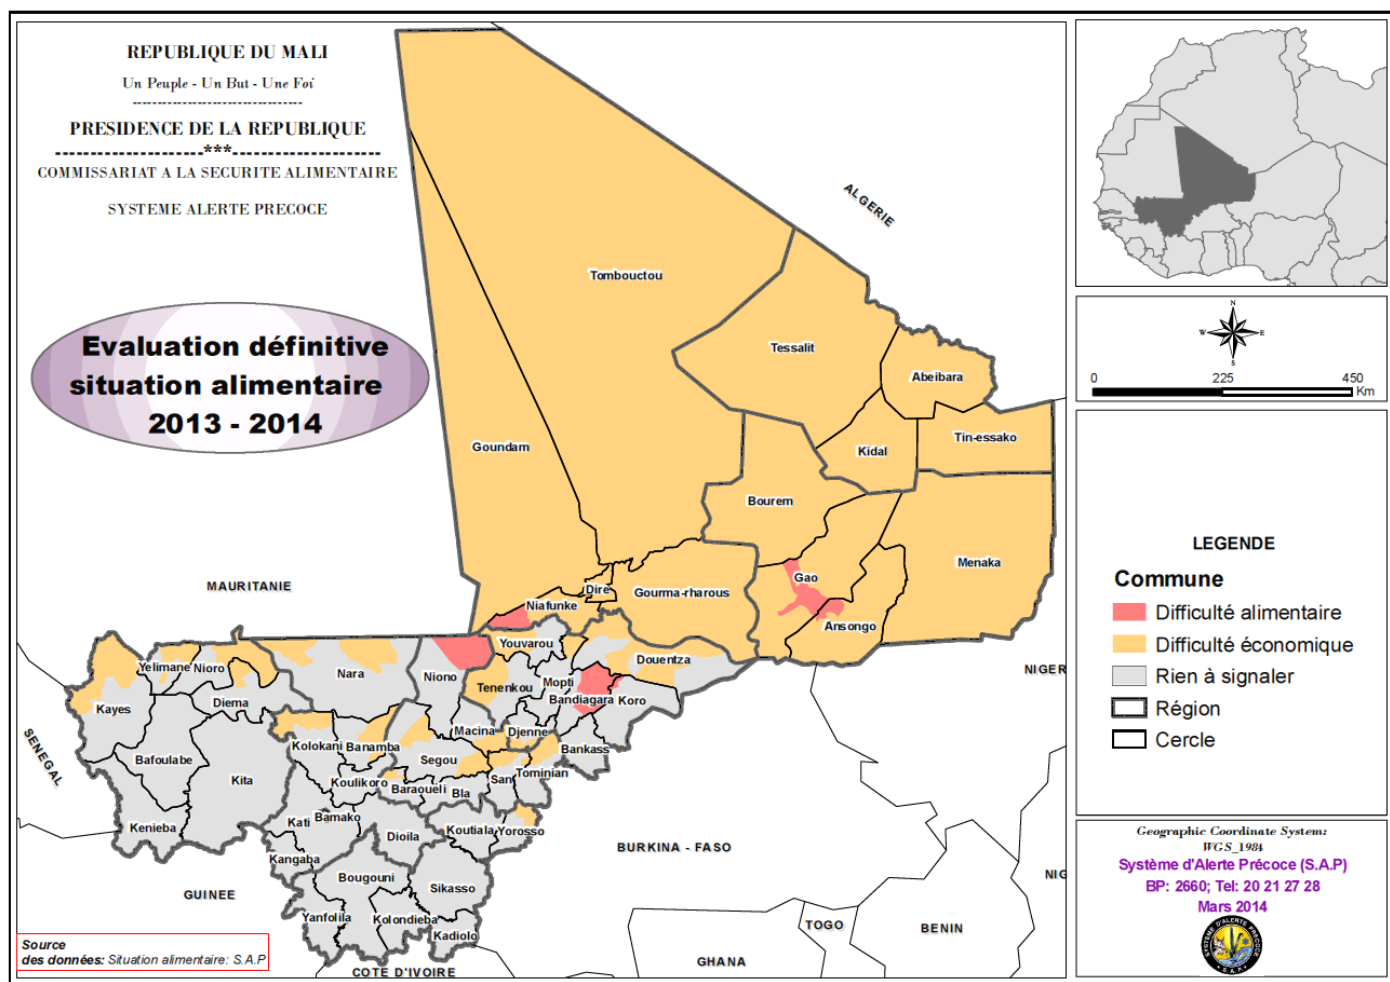 REPUBLIQUE DU MALI
Un Peuple - Un But - Une Foi
----------------------------------
PRESIDENCE DE LA REPUBLIQUE
---------------------***---------------------
COMMISSARIAT A LA SECURITE ALIMENTAIRE
SYSTEME ALERTE PRECOCE
Evaluation définitive
situation alimentaire
2013 - 2014
ALGERIE
MAURITANIE
SENEGAL
GUINEE
COTE D'IVOIRE
BURKINA - FASO
GHANA
TOGO
BENIN
NIGER
NIG
Tombouctou
Tessalit
Abeibara
Kidal
Tin-essako
Goundam
Bourem
Menaka
Gao
Ansongo
Dire
Gourma-rharous
Niafunke
Youvarou
Douentza
Yelimane
Nioro
Nara
Niono
Tenenkou
Mopti
Bandiagara
Koro
Kayes
Diema
Macina
Djenne
Bankass
Kolokani
Banamba
Segou
San
Tominian
Bafoulabe
Kita
Koulikoro
Baraoueli
Bla
Kenieba
Kati
Bamako
Dioila
Koutiala
Yorosso
Kangaba
Bougouni
Sikasso
Yanfolila
Kolondieba
Kadiolo
Source
des données: Situation alimentaire: S.A.P
N
W
E
S
0 225 450
Km
LEGENDE
Commune
Difficulté alimentaire
Difficulté économique
Rien à signaler
Région
Cercle
Geographic Coordinate System:
WGS_1984
Système d'Alerte Précoce (S.A.P)
BP: 2660; Tel: 20 21 27 28
Mars 2014
SYSTEME D'ALERTE PRECOCE
S.A.P